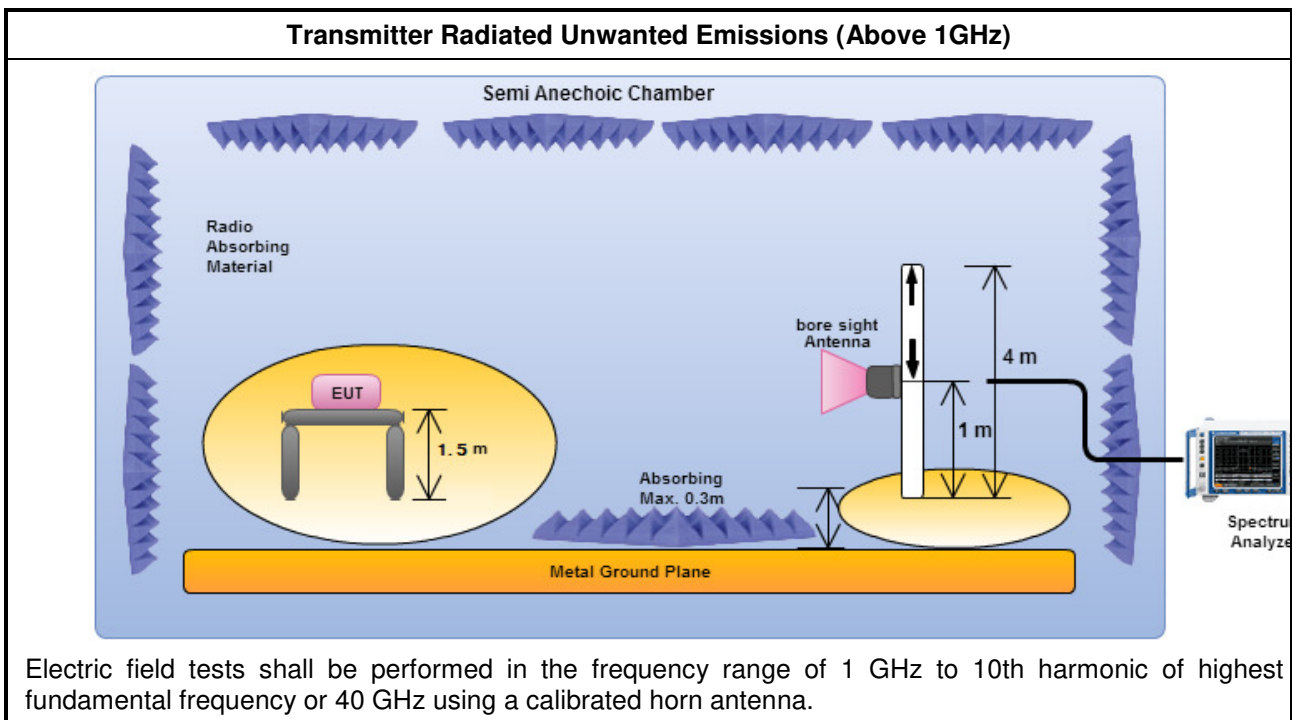 Transmitter Radiated Unwanted Emissions (Above 1GHz)
Semi Anechoic Chamber
Radio
Absorbing
Material
bore sight
Antenna
4 m
EUT
1 m
1. 5 m
Absorbing
Max. 0.3m
Spectru
Analyze
Metal Ground Plane
Electric field tests shall be performed in the frequency range of 1 GHz to 10th harmonic of highest
fundamental frequency or 40 GHz using a calibrated horn antenna.